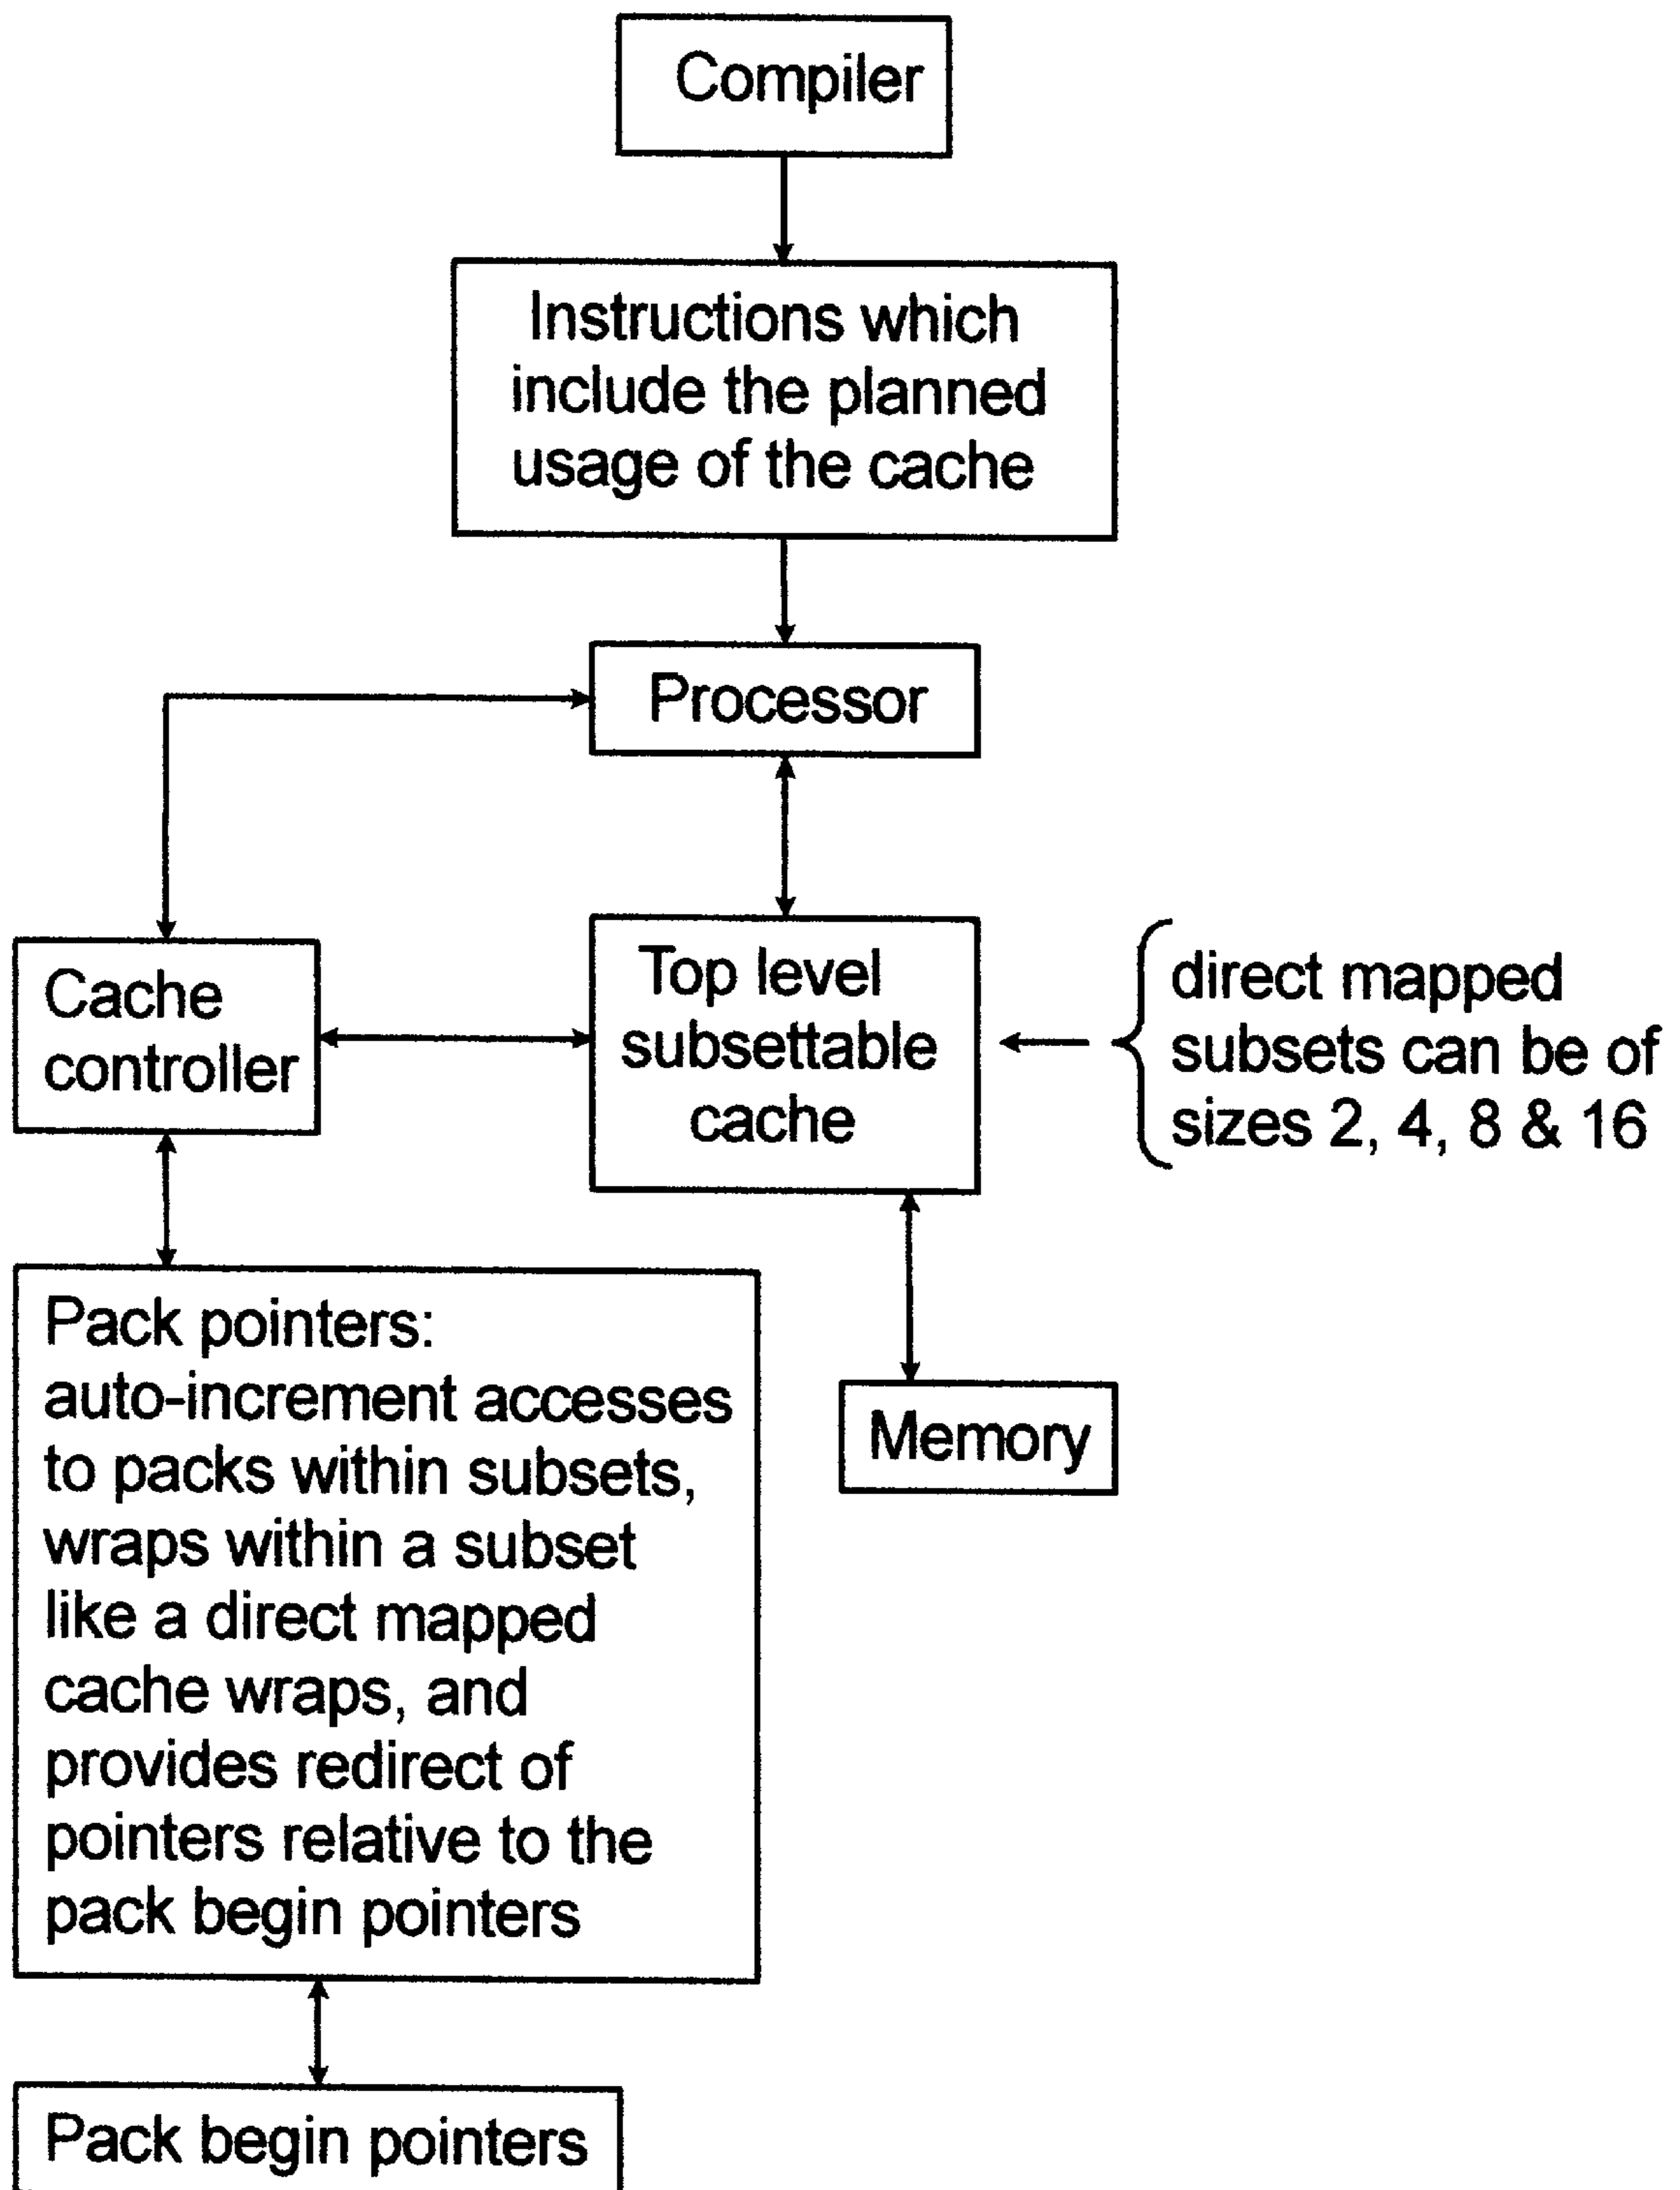 Compiler
Instructions which
include the planned
usage of the cache
Processor
Cache
controller
Top level
subsettable
cache
direct mapped
subsets can be of
sizes 2, 4, 8 & 16
Pack pointers:
auto-increment accesses
to packs within subsets,
wraps within a subset
like a direct mapped
cache wraps, and
provides redirect of
pointers relative to the
pack begin pointers
Memory
Pack begin pointers